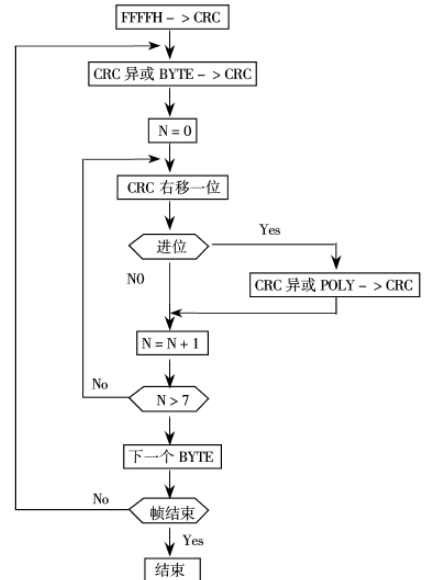 FFFFH - > CRC
CRC 异或 BYTE - > CRC
N = 0
CRC 右移一位
进位
Yes
N0
CRC 异或 POLY - > CRC
N = N + 1
No
N > 7
下一个 BYTE
No
帧结束
Yes
结束